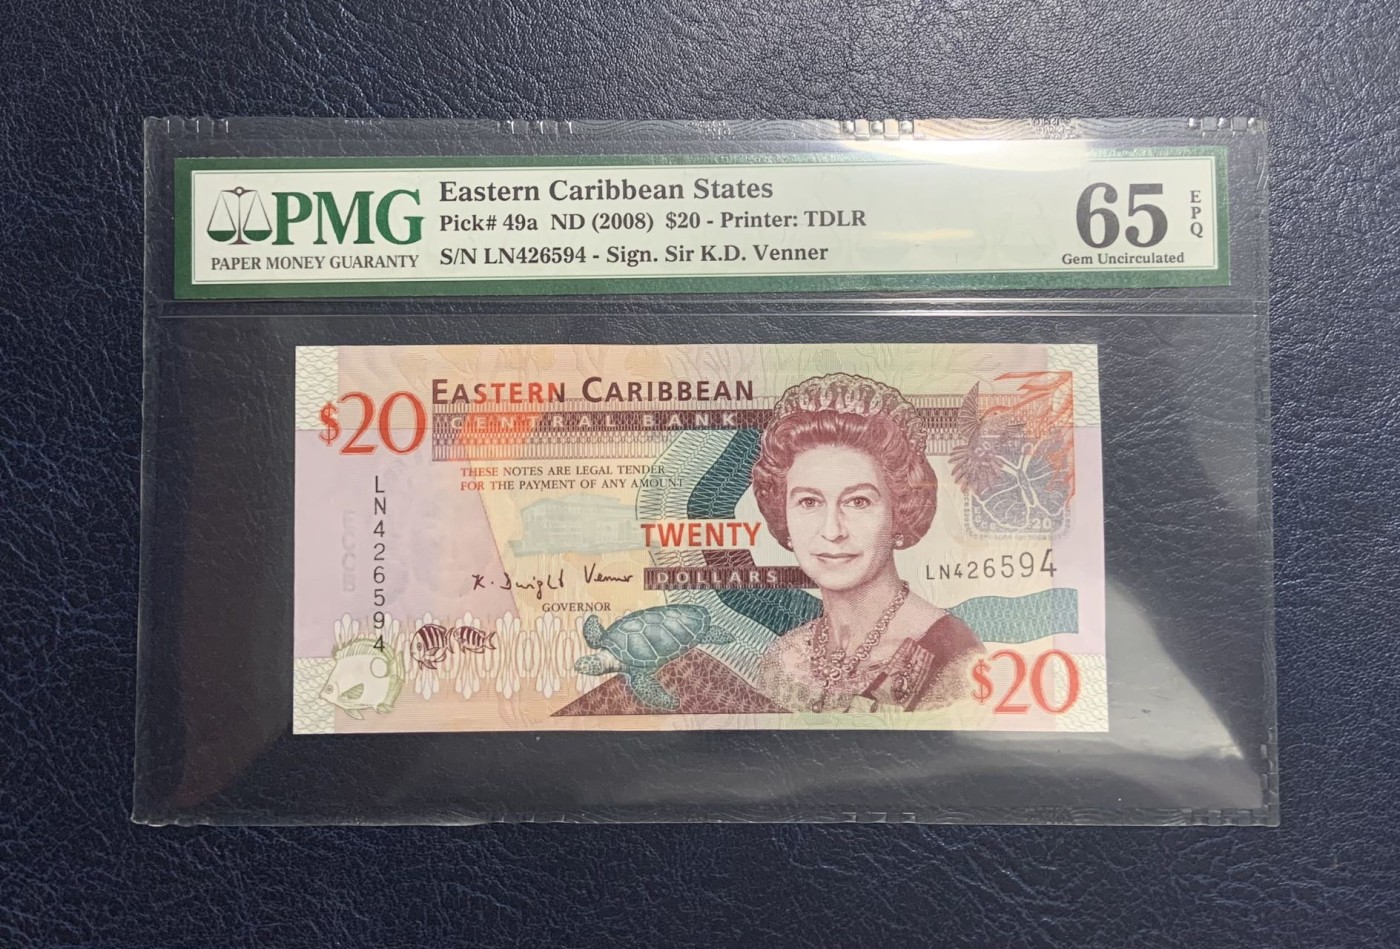 PMG
PAPER MONEY GUARANTY
Eastern Caribbean States
Pick# 49a ND (2008) $20 - Printer: TDLR
S/N LN426594 - Sign. Sir K.D. Venner
65
EPQ
Gem Uncirculated
$20
EASTERN CARIBBEAN
CENTRAL BANK
THESE NOTES ARE LEGAL TENDER
FOR THE PAYMENT OF ANY AMOUNT
LN426594
TWENTY
DOLLARS
K. Dwight Venner
GOVERNOR
20
LN426594
$20